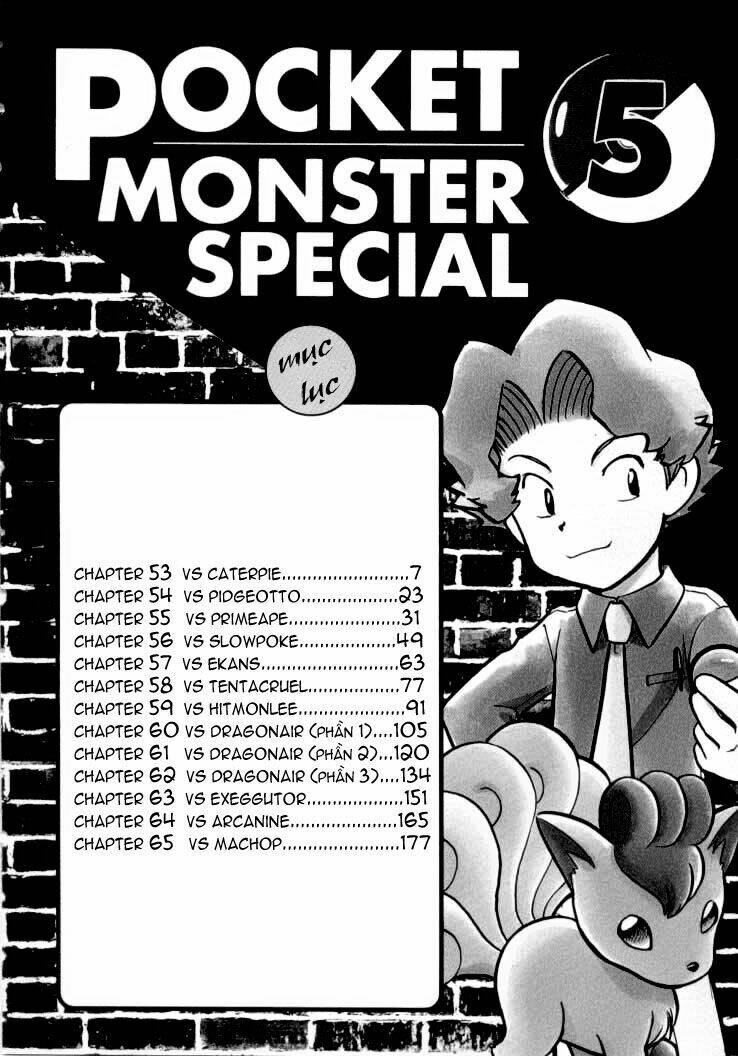 POCKET
MONSTER
SPECIAL
5
mục
lục
CHAPTER 53 VS CATERPIE.........................7
CHAPTER 54 VS PIDGEOTTO...................23
CHAPTER 55 VS PRIMEAPE......................31
CHAPTER 56 VS SLOWPOKE...................49
CHAPTER 57 VS EKANS...........................63
CHAPTER 58 VS TENTACRUEL..................77
CHAPTER 59 VS HITMONLEE.....................91
CHAPTER 60 VS DRAGONAIR (PHẦN 1)....105
CHAPTER 61 VS DRAGONAIR (PHẦN 2)...120
CHAPTER 62 VS DRAGONAIR (PHẦN 3)....134
CHAPTER 63 VS EXEGGUTOR...................151
CHAPTER 64 VS ARCANINE.....................165
CHAPTER 65 VS MACHOP.......................177